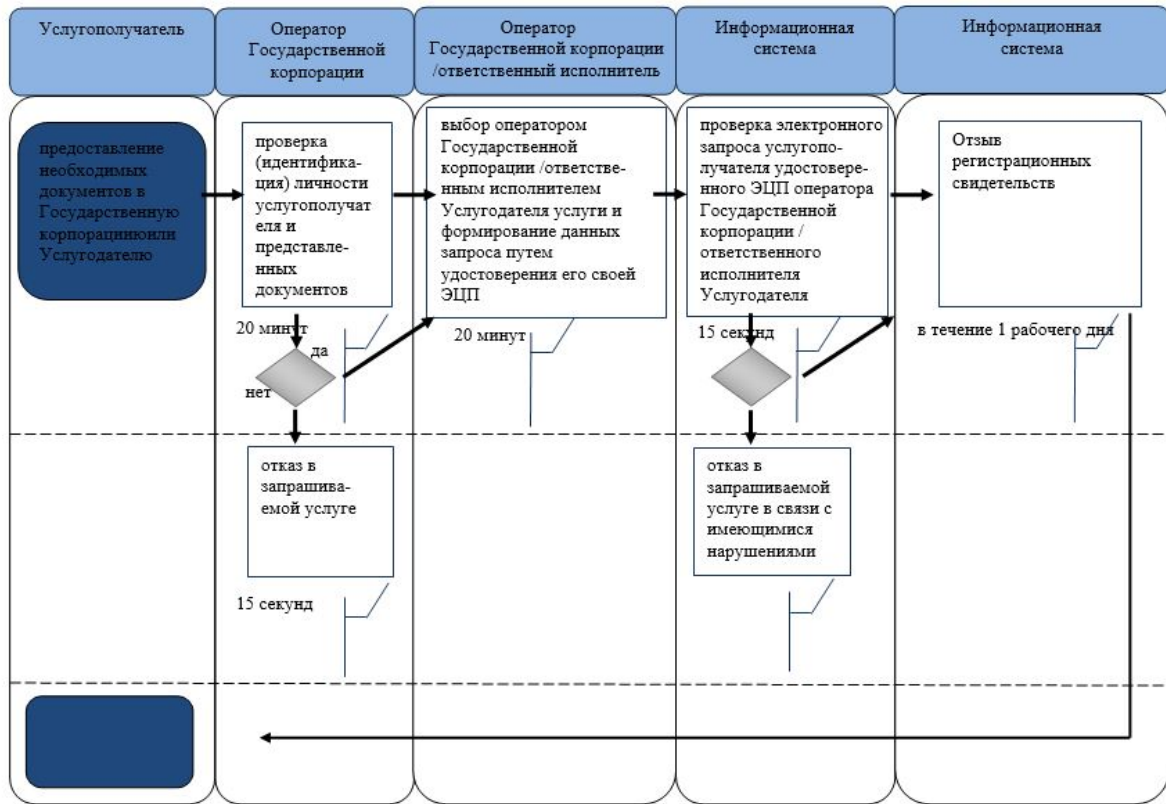 Услугополучатель
Оператор
Государственной
корпорации
Оператор
Государственной корпорации
/ответственный исполнитель
Информационная
система
Информационная
система
предоставление
необходимых
документов в
Государственную
корпорациюили
Услугодателю
проверка
(идентифика-
ция) личности
услугополучат
еля и
представле-
нных
документов
выбор оператором
Государственной
корпорации /ответстве-
нным исполнителем
Услугодателя услуги и
формирование данных
запроса путем
удостоверения его своей
ЭЦП
проверка электронного
запроса услугопо-
лучателя удостовере-
нного ЭЦП оператора
Государственной
корпорации /
ответственного
исполнителя
Услугодателя
Отзыв
регистрационных
свидетельств
20 минут
да
нет
20 минут
15 секунд
в течение 1 рабочего дня
отказ в
запрашива-
емой услуге
15 секунд
отказ в
запрашиваемой
услуге в связи с
имеющимися
нарушениями